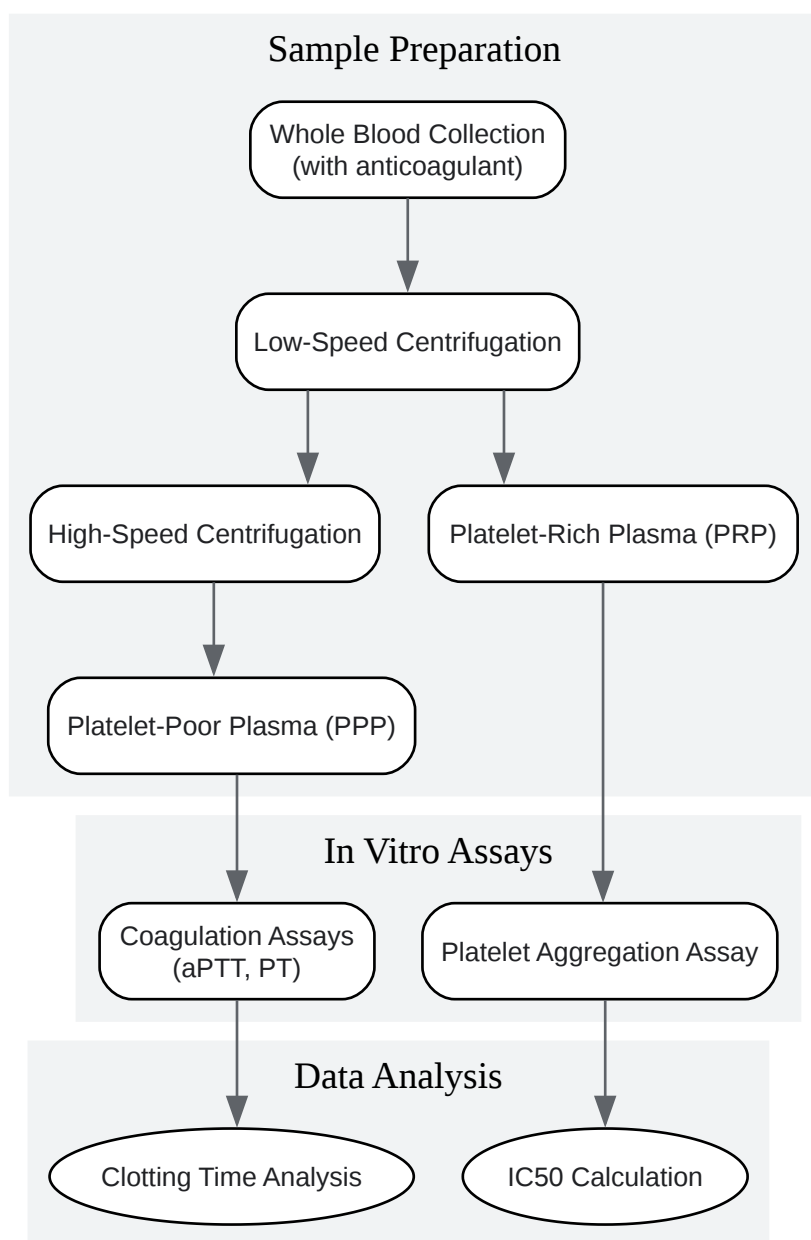 Sample Preparation
Whole Blood Collection
(with anticoagulant)
Low-Speed Centrifugation
High-Speed Centrifugation
Platelet-Rich Plasma (PRP)
Platelet-Poor Plasma (PPP)
In Vitro Assays
Coagulation Assays
(aPTT, PT)
Platelet Aggregation Assay
Data Analysis
Clotting Time Analysis
IC50 Calculation